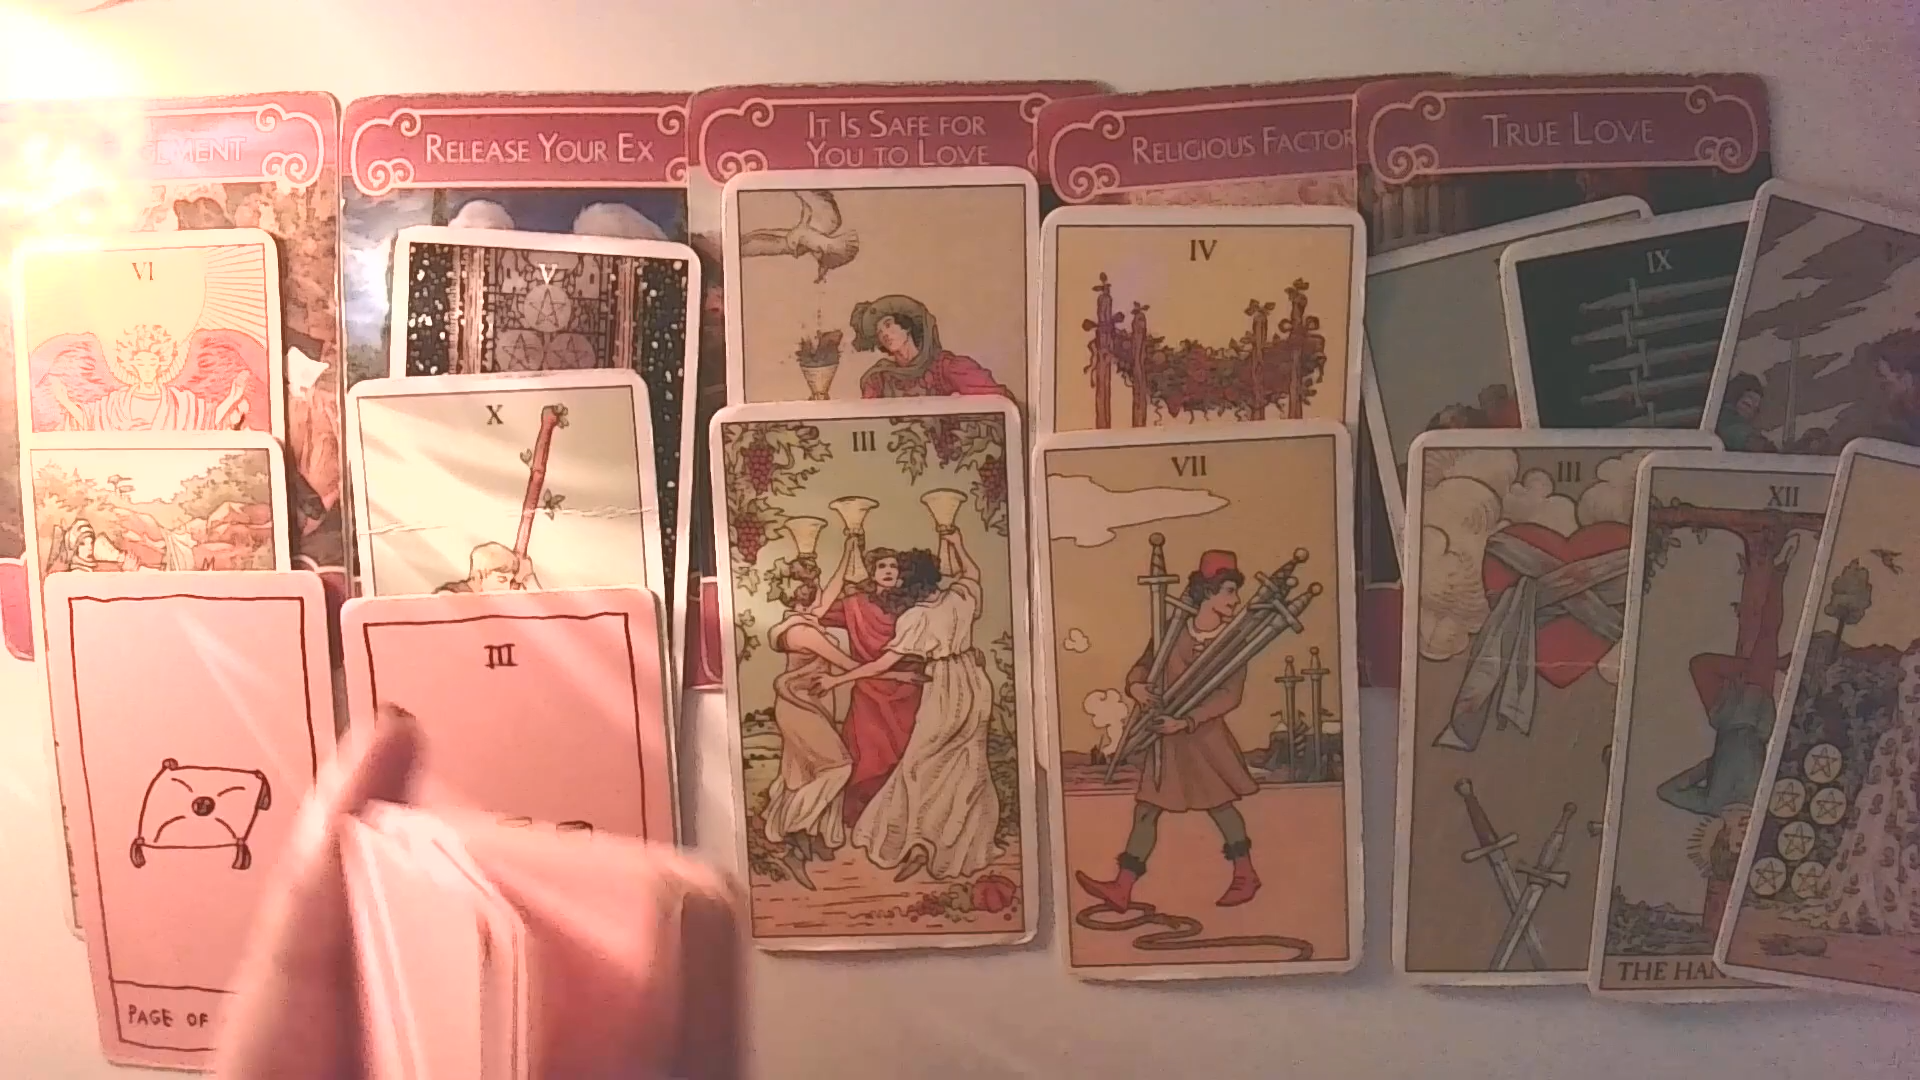 GEMENT
RELEASE YOUR EX
IT IS SAFE FOR
YOU TO LOVE
RELIGIOUS FACTOR
TRUE LOVE
VI
V
IV
IX
X
III
VII
III
XII
III
PAGE OF
THE HAN